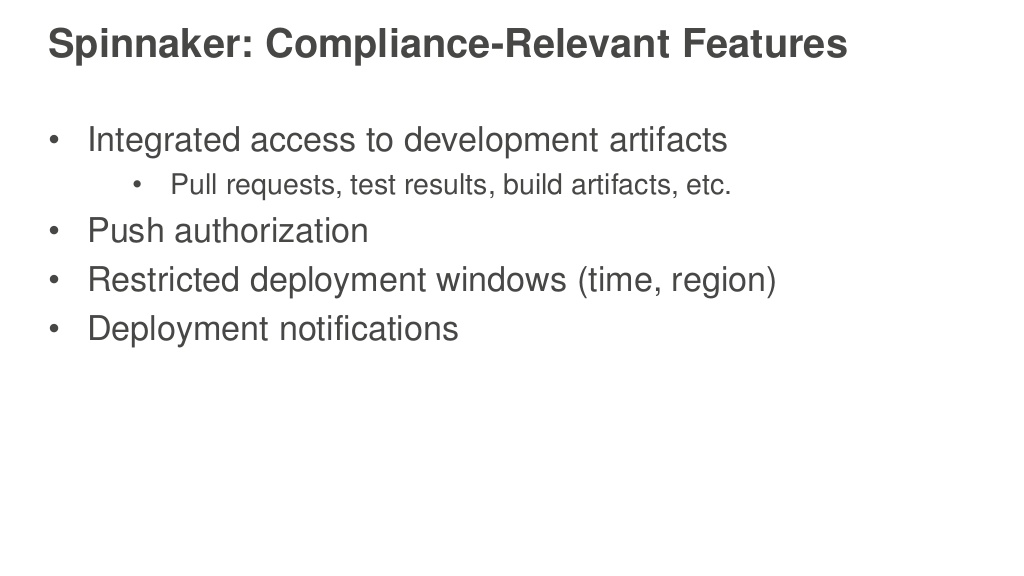 Spinnaker: Compliance-Relevant Features
• Integrated access to development artifacts
• Pull requests, test results, build artifacts, etc.
• Push authorization
• Restricted deployment windows (time, region)
• Deployment notifications